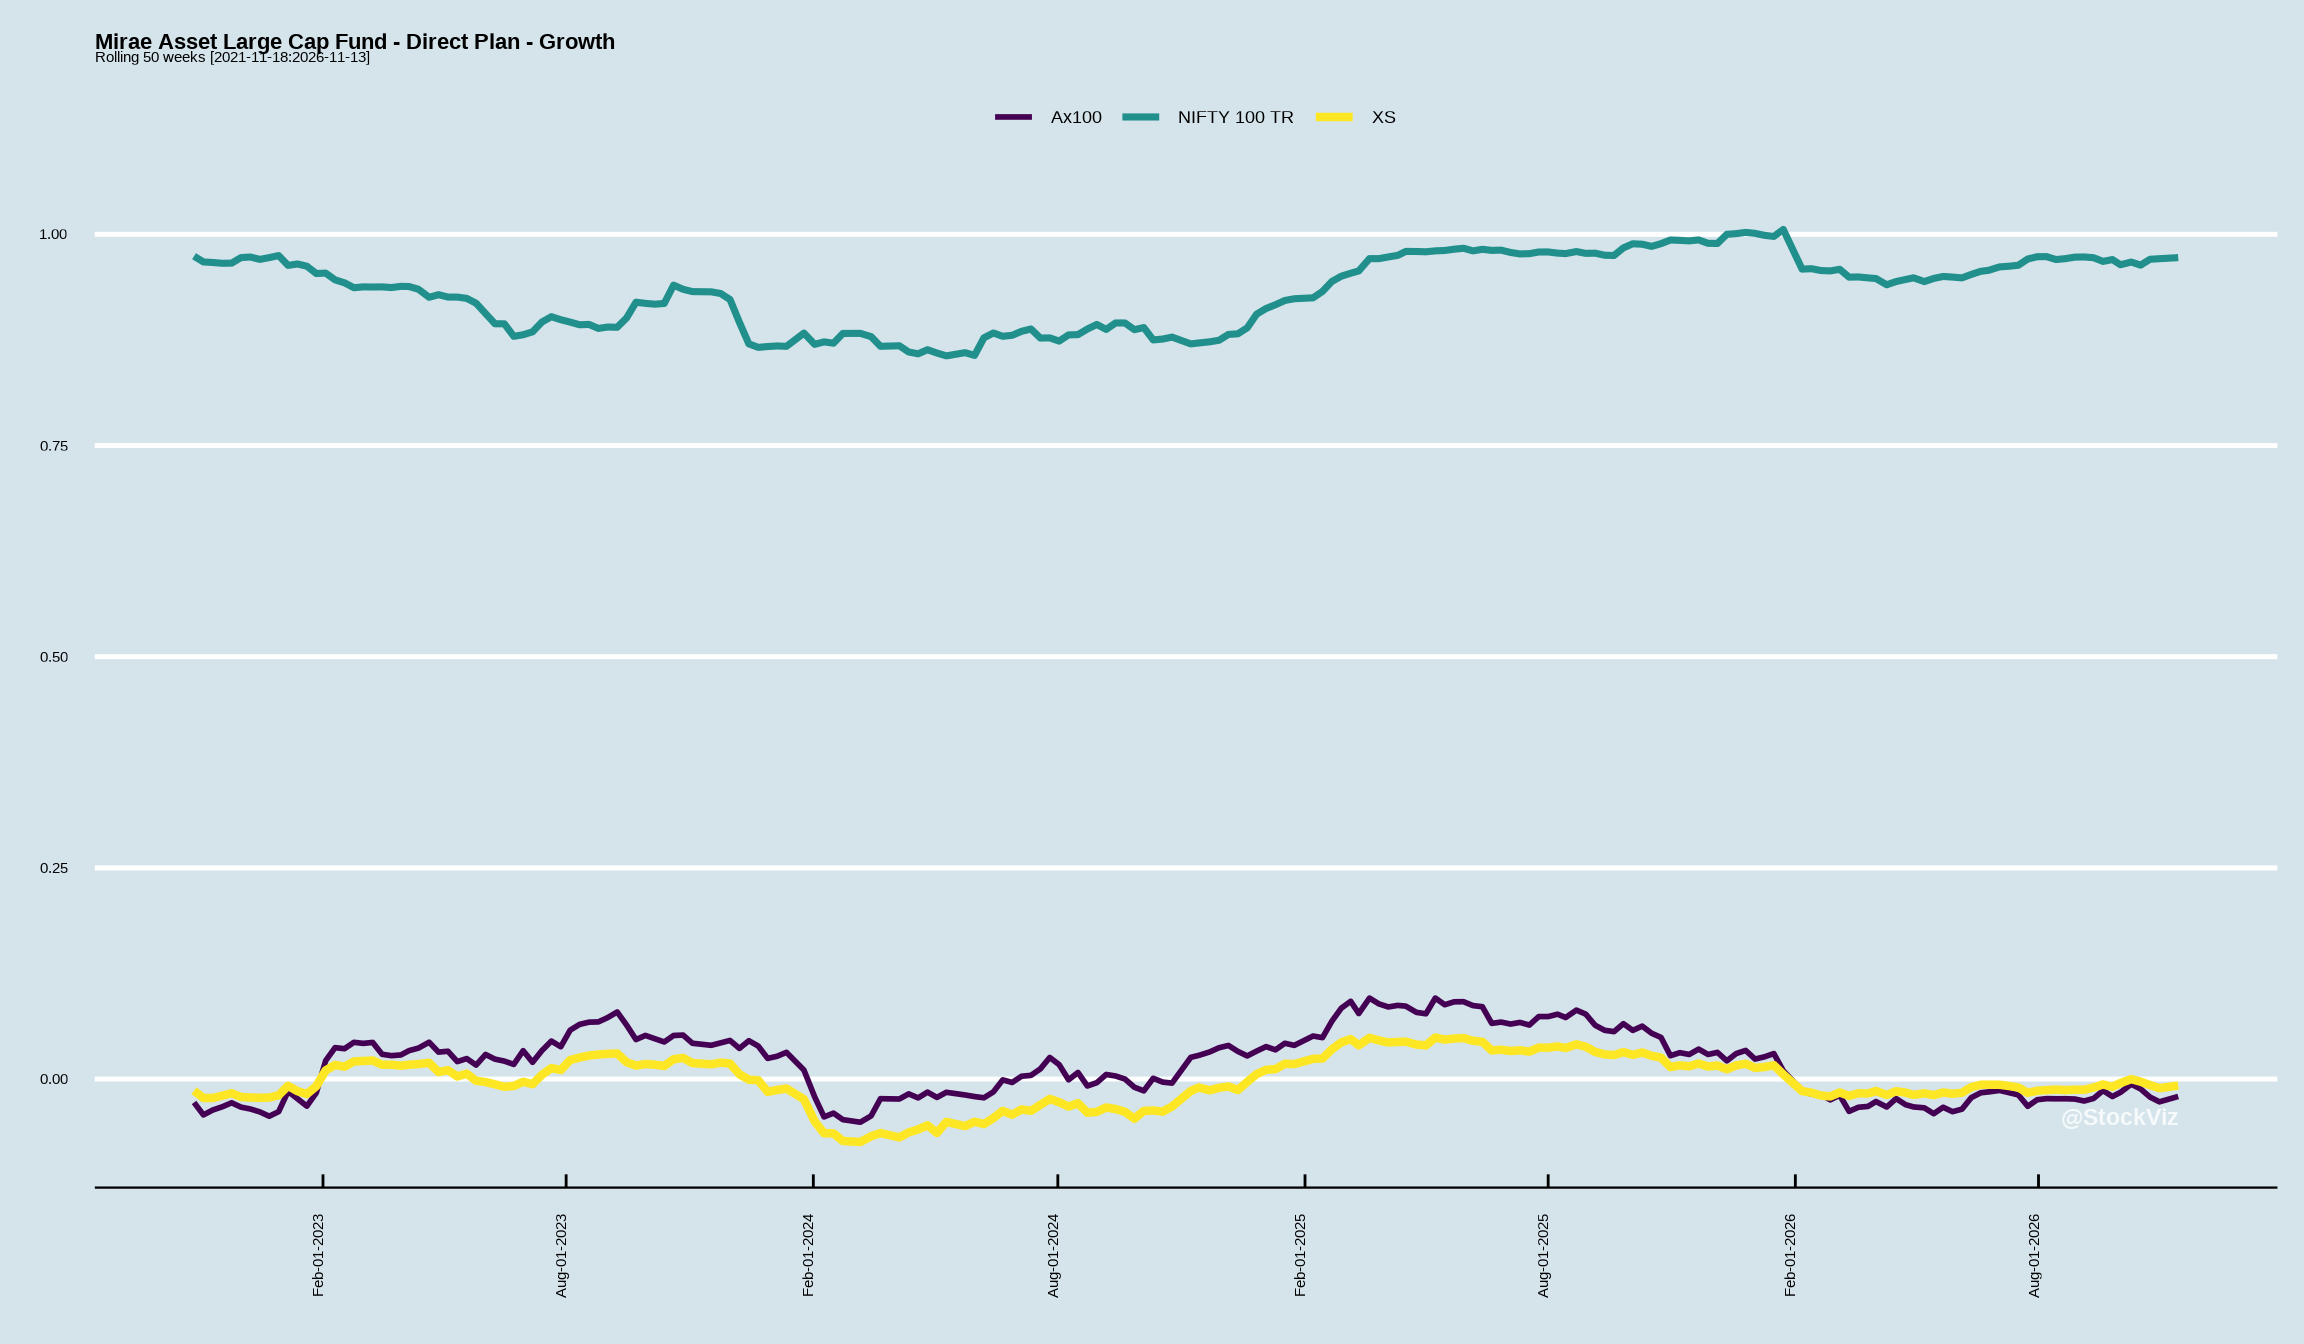 Mirae Asset Large Cap Fund - Direct Plan - Growth
Rolling 50 weeks [2021-11-18:2026-11-13]
Ax100 NIFTY 100 TR XS
1.00
0.75
0.50
0.25
0.00
@StockViz
Feb-01-2023
Aug-01-2023
Feb-01-2024
Aug-01-2024
Feb-01-2025
Aug-01-2025
Feb-01-2026
Aug-01-2026